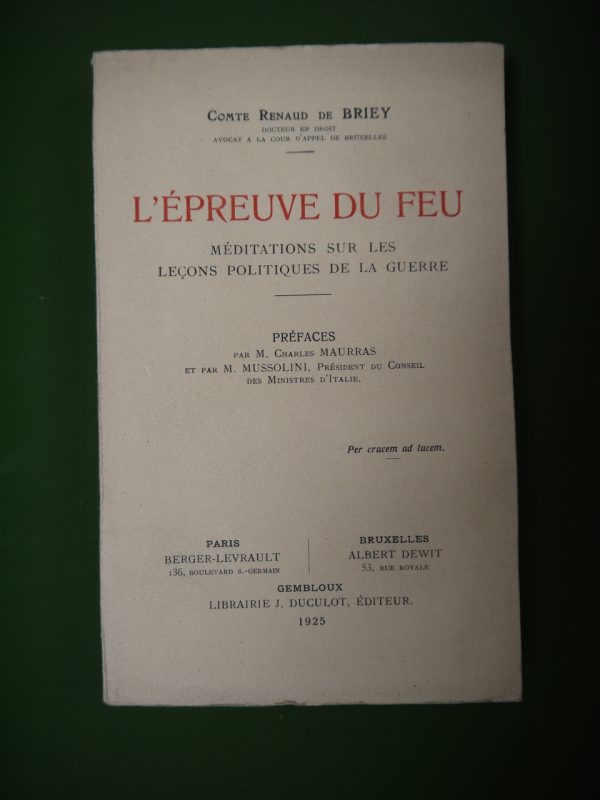 COMTE RENAUD DE BRIEY
DOCTEUR EN DROIT
AVOCAT A LA COUR D'APPEL DE BRUXELLES
L'ÉPREUVE DU FEU
MÉDITATIONS SUR LES
LEÇONS POLITIQUES DE LA GUERRE
PRÉFACES
PAR M. CHARLES MAURRAS
ET PAR M. MUSSOLINI, PRÉSIDENT DU CONSEIL
DES MINISTRES D'ITALIE.
Per crucem ad lucem.
PARIS
BERGER-LEVRAULT
136, BOULEVARD S.-GERMAIN
BRUXELLES
ALBERT DEWIT
53, RUE ROYALE
GEMBLOUX
LIBRAIRIE J. DUCULOT, ÉDITEUR.
1925